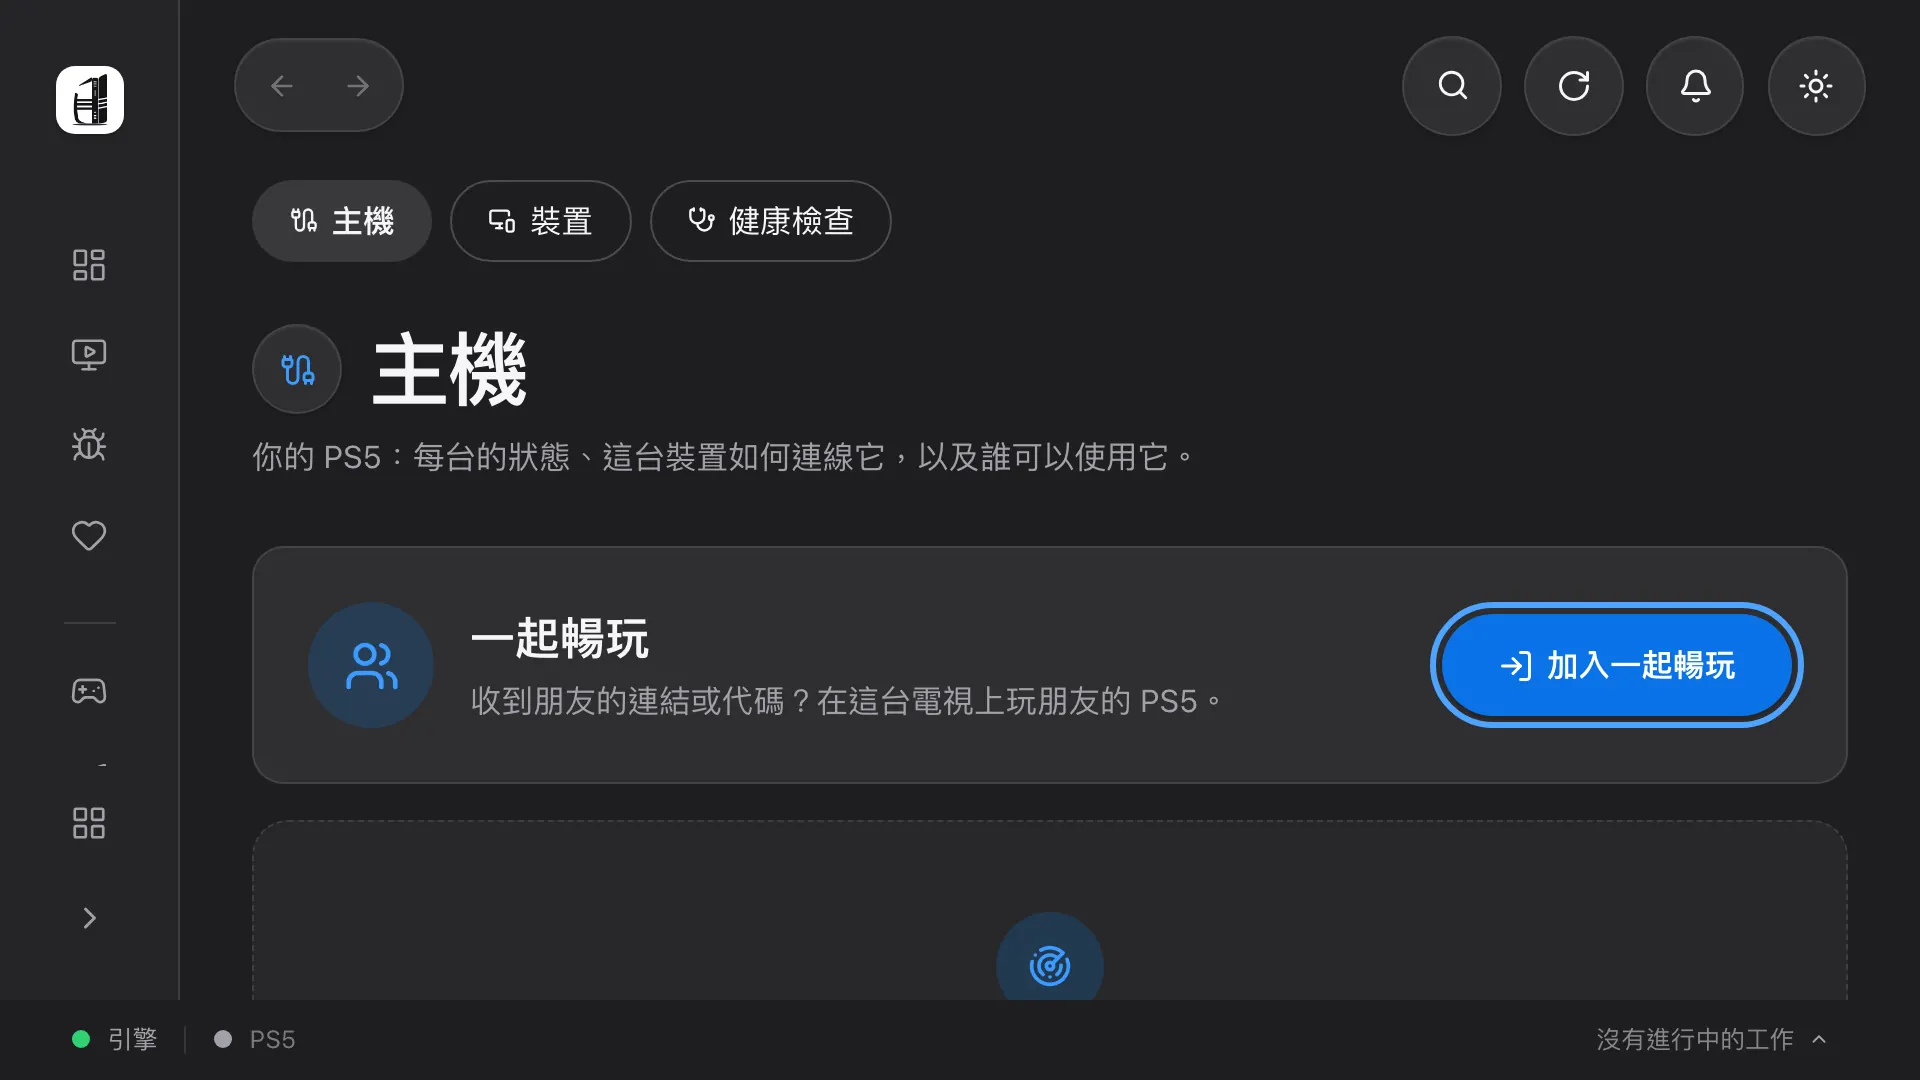 主機
裝置
健康檢查
主機
你的 PS5：每台的狀態、這台裝置如何連線它，以及誰可以使用它。
一起暢玩
收到朋友的連結或代碼？在這台電視上玩朋友的 PS5。
加入一起暢玩
引擎
PS5
沒有進行中的工作